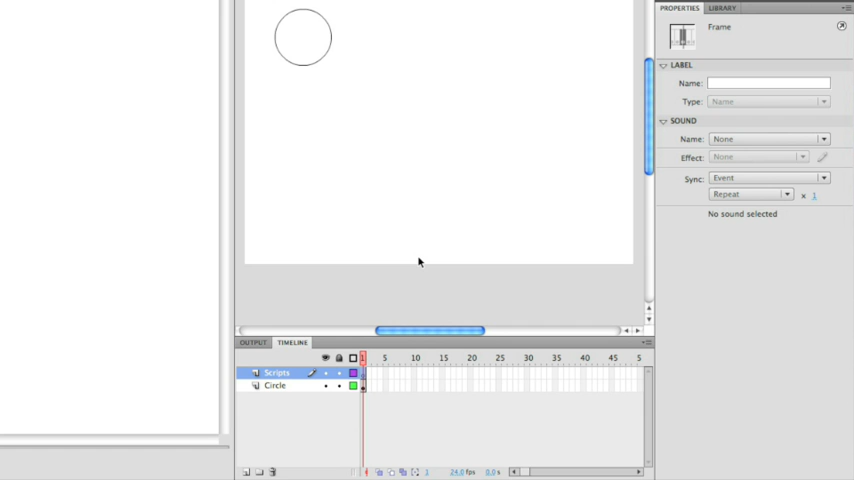 PROPERTIES LIBRARY
Frame
LABEL
Name:
Type: Name
SOUND
Name: None
Effect: None
Sync: Event
Repeat x 1
No sound selected
OUTPUT TIMELINE
1 5 10 15 20 25 30 35 40 45 5
Scripts
Circle
1 24.0 fps 0.0 s